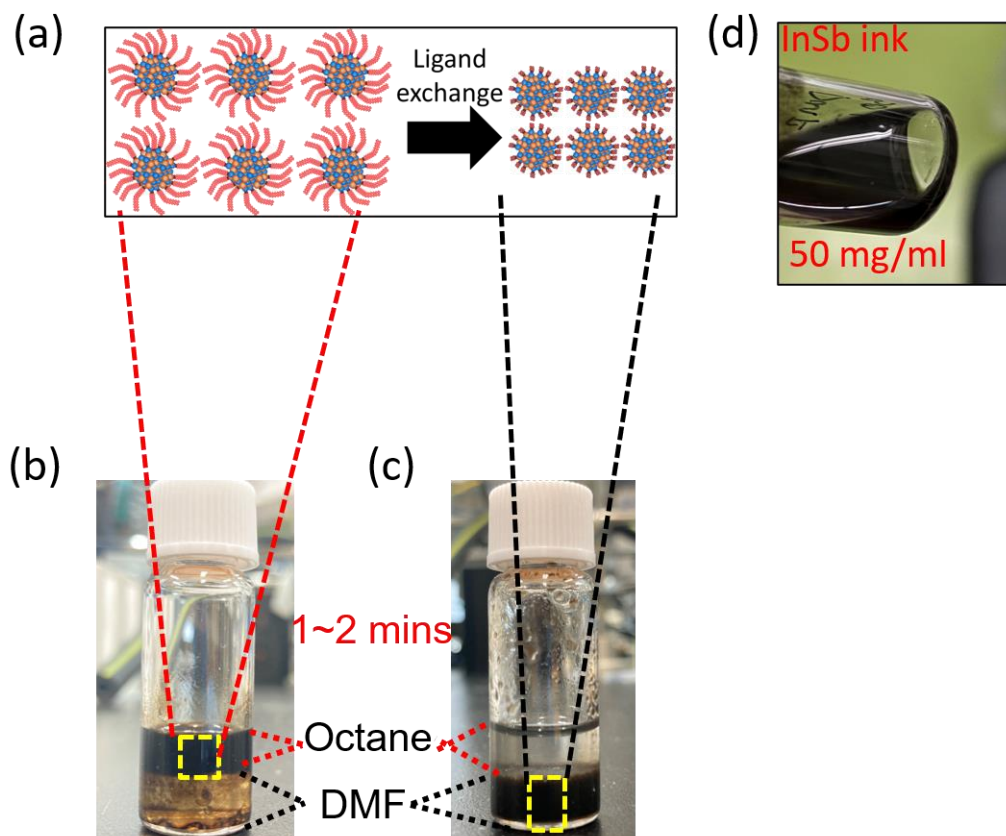 (a)
Ligand
exchange
(d)
InSb ink
50 mg/ml
(b)
(c)
1~2 mins
Octane
DMF